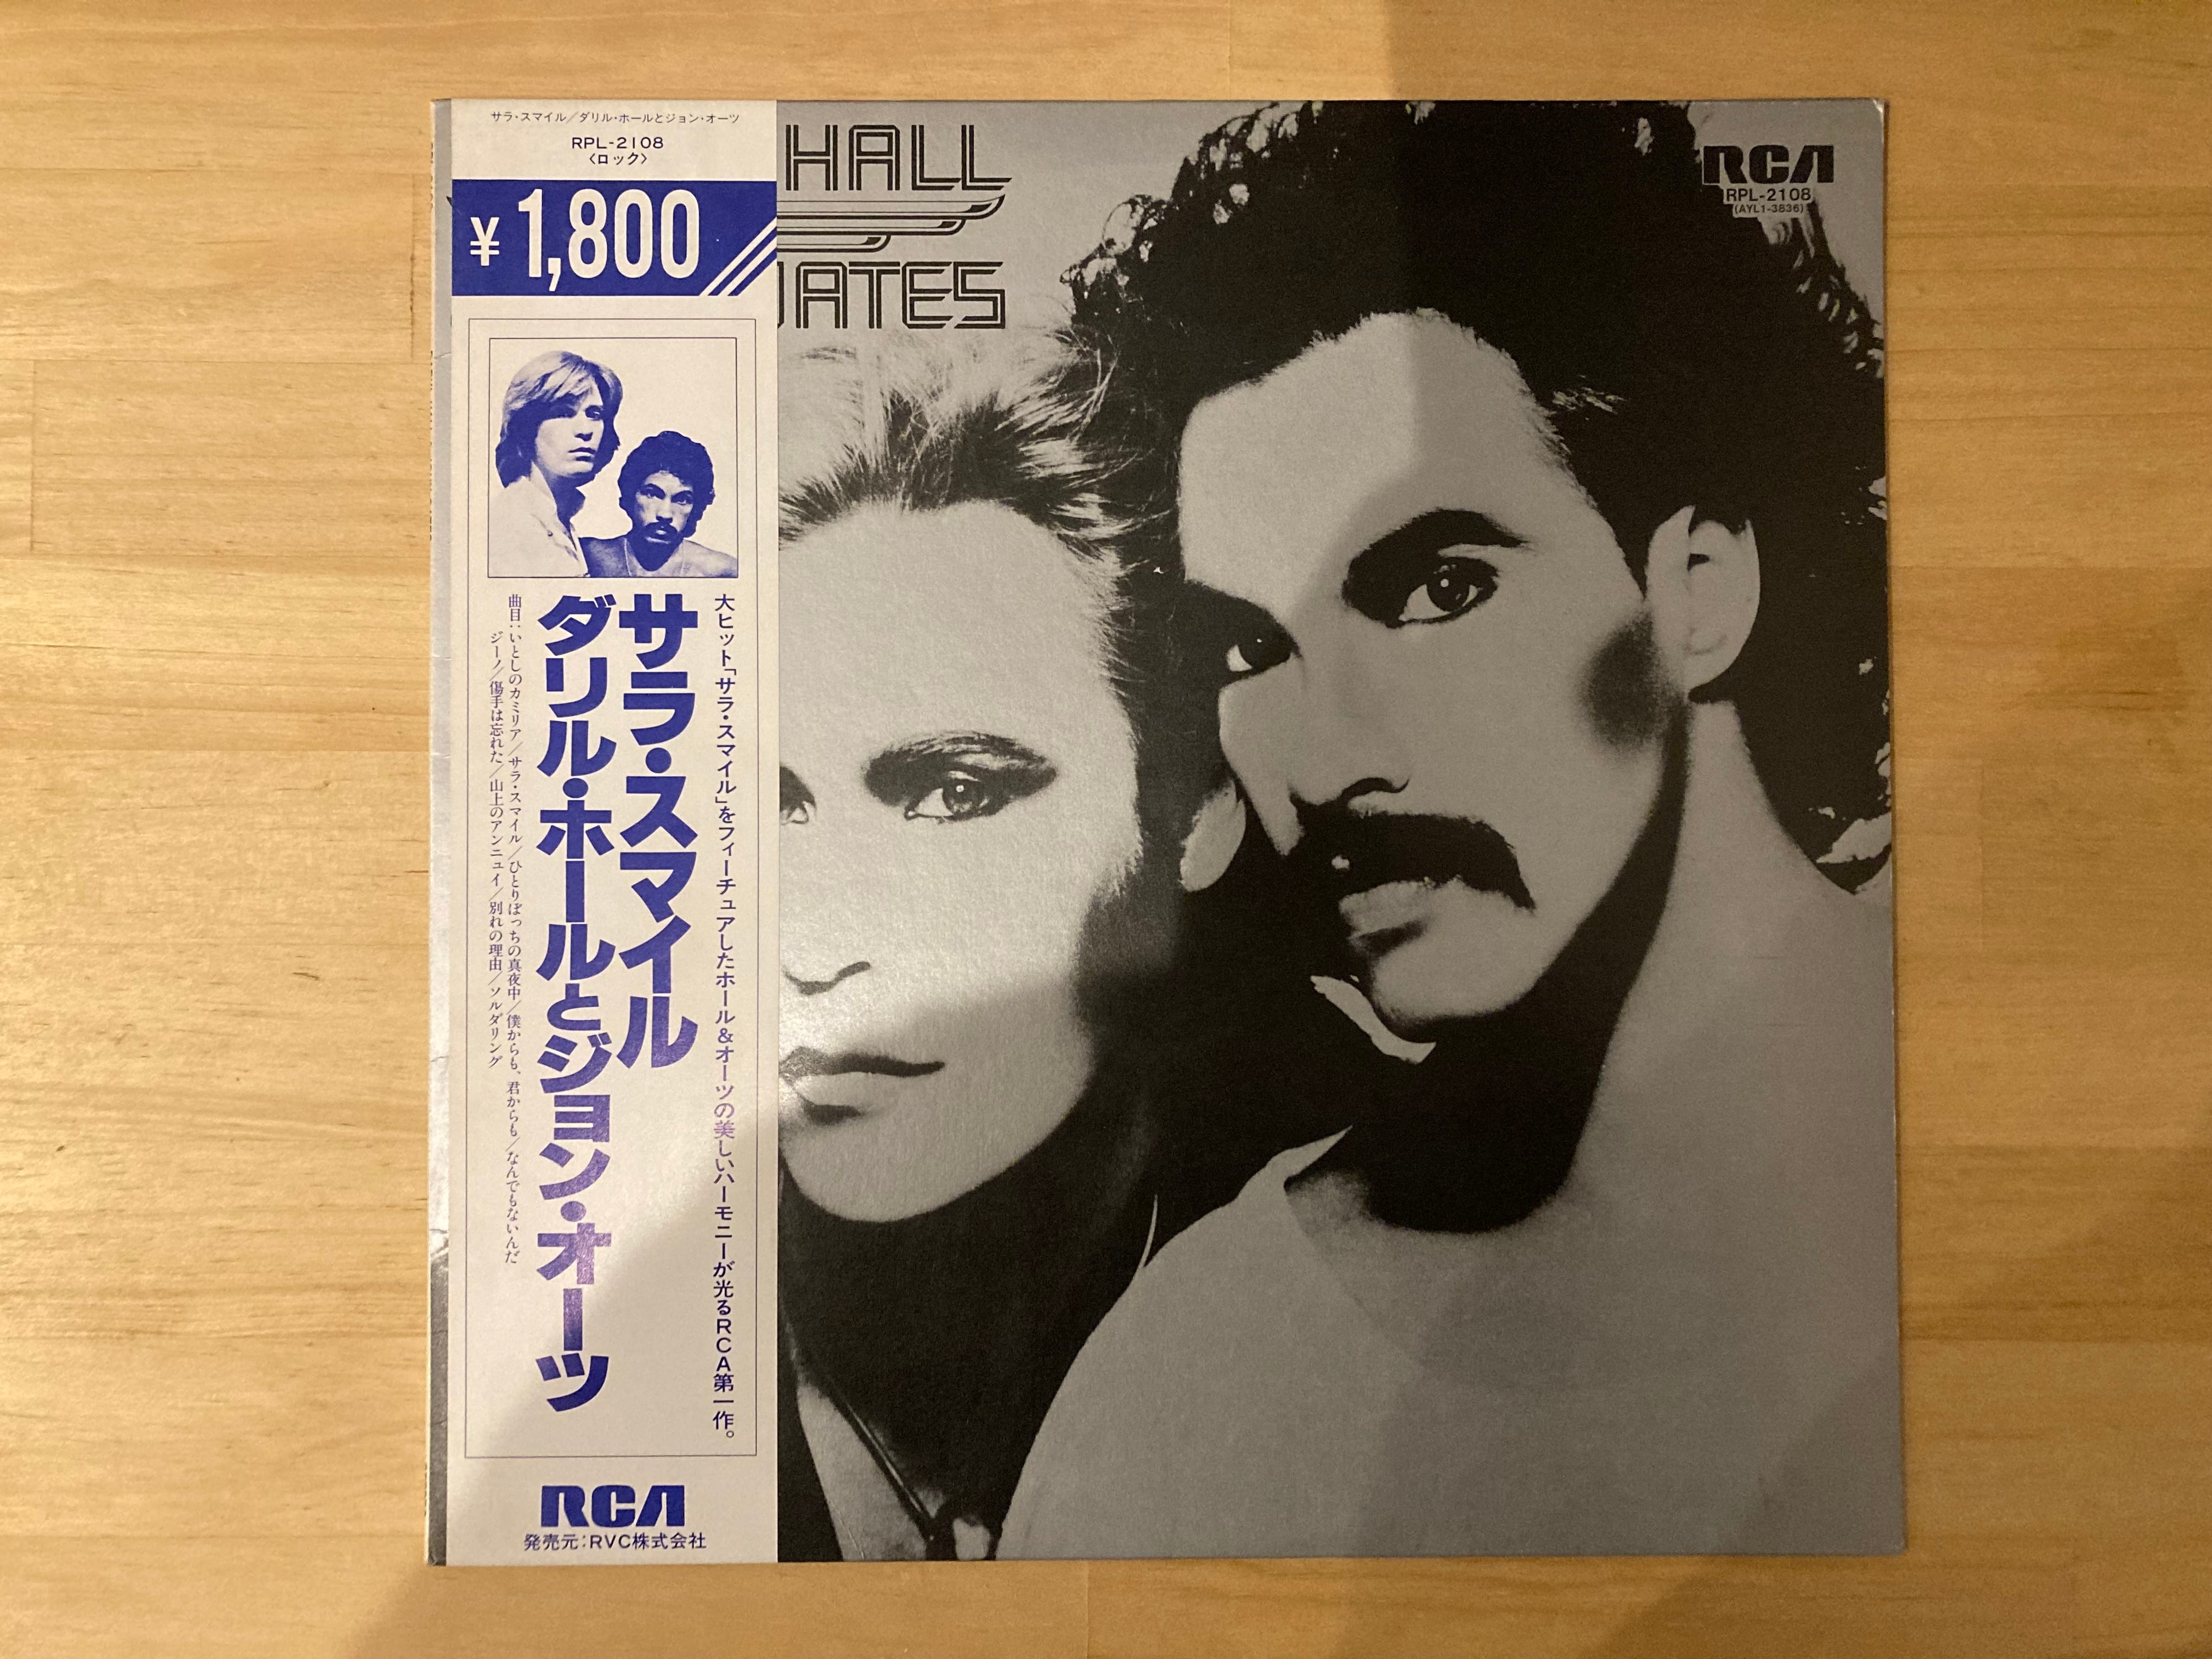 サラ・スマイル/ダリル・ホールとジョン・オーツ
RPL-2108
〈ロック〉
¥1,800
大ヒット「サラ・スマイル」をフィーチュアしたホール&オーツの美しいハーモニーが光るRCA第一作。
サラ・スマイル
ダリル・ホールとジョン・オーツ
曲目:いとしのカミリア/サラ・スマイル/ひとりぼっちの真夜中/僕からも、君からも/なんでもないんだ
ジーノ/傷手は忘れた/山上のアンニュイ/別れの理由/ソルダリング
RCA
発売元:RVC株式会社
HALL
OATES
RCA
RPL-2108
(AYL1-3836)